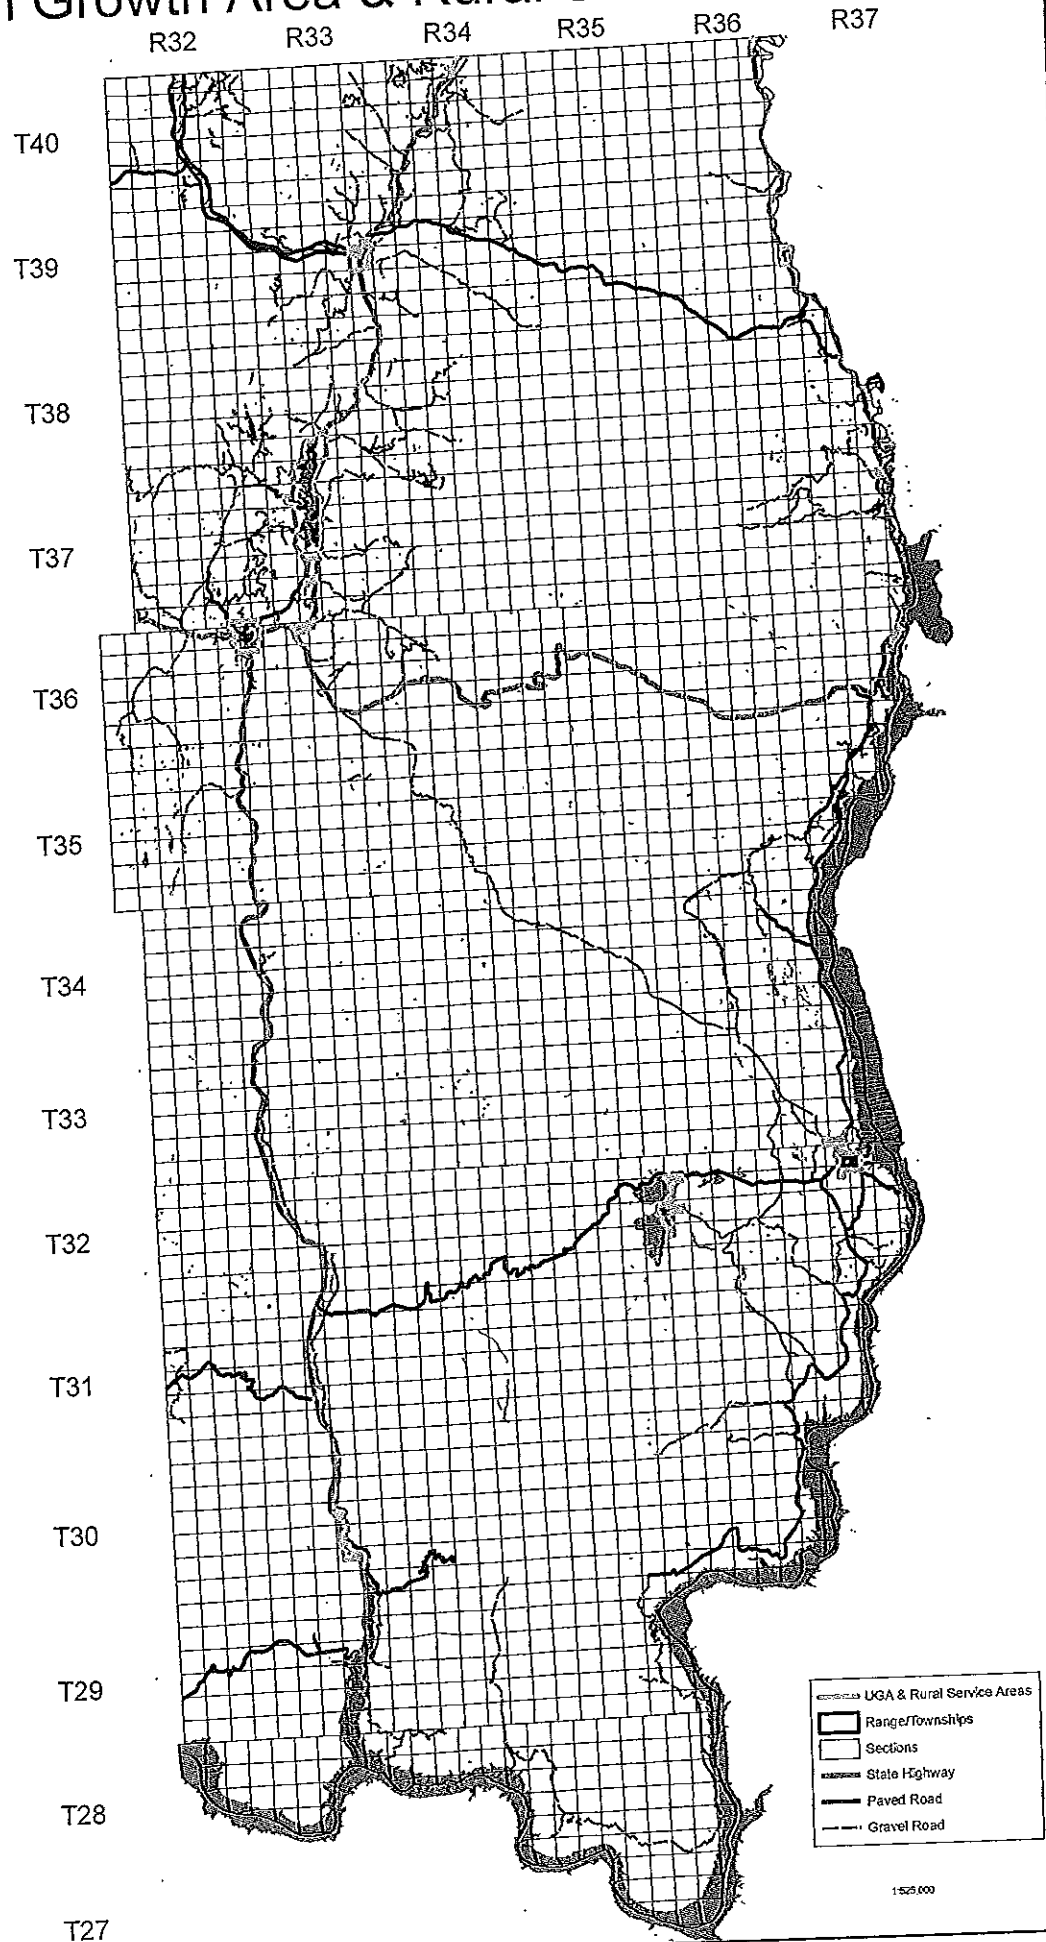 Growth Area & Rural
R32 R33 R34 R35 R36 R37
T40
T39
T38
T37
T36
T35
T34
T33
T32
T31
T30
T29
T28
T27
UGA & Rural Service Areas
Range/Townships
Sections
State Highway
Paved Road
Gravel Road
1:525,000